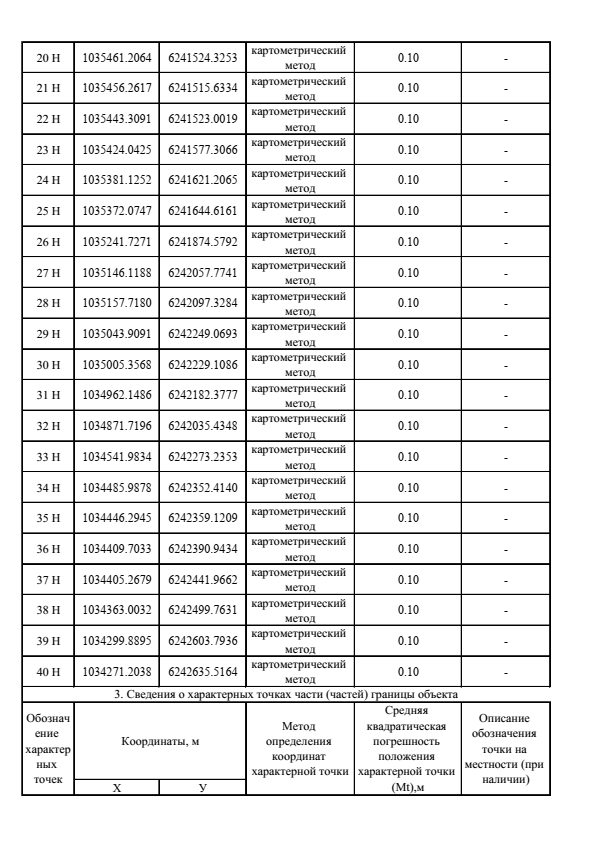 20 Н 1035461.2064 6241524.3253 картометрический метод 0.10 -
21 Н 1035456.2617 6241515.6334 картометрический метод 0.10 -
22 Н 1035443.3091 6241523.0019 картометрический метод 0.10 -
23 Н 1035424.0425 6241577.3066 картометрический метод 0.10 -
24 Н 1035381.1252 6241621.2065 картометрический метод 0.10 -
25 Н 1035372.0747 6241644.6161 картометрический метод 0.10 -
26 Н 1035241.7271 6241874.5792 картометрический метод 0.10 -
27 Н 1035146.1188 6242057.7741 картометрический метод 0.10 -
28 Н 1035157.7180 6242097.3284 картометрический метод 0.10 -
29 Н 1035043.9091 6242249.0693 картометрический метод 0.10 -
30 Н 1035005.3568 6242229.1086 картометрический метод 0.10 -
31 Н 1034962.1486 6242182.3777 картометрический метод 0.10 -
32 Н 1034871.7196 6242035.4348 картометрический метод 0.10 -
33 Н 1034541.9834 6242273.2353 картометрический метод 0.10 -
34 Н 1034485.9878 6242352.4140 картометрический метод 0.10 -
35 Н 1034446.2945 6242359.1209 картометрический метод 0.10 -
36 Н 1034409.7033 6242390.9434 картометрический метод 0.10 -
37 Н 1034405.2679 6242441.9662 картометрический метод 0.10 -
38 Н 1034363.0032 6242499.7631 картометрический метод 0.10 -
39 Н 1034299.8895 6242603.7936 картометрический метод 0.10 -
40 Н 1034271.2038 6242635.5164 картометрический метод 0.10 -
3. Сведения о характерных точках части (частей) границы объекта
Обознач
ение
характер
ных
точек
Координаты, м
Метод
определения
координат
характерной точки
Средняя
квадратическая
погрешность
положения
характерной точки
(Mt),м
Описание
обозначения
точки на
местности (при
наличии)
Х У